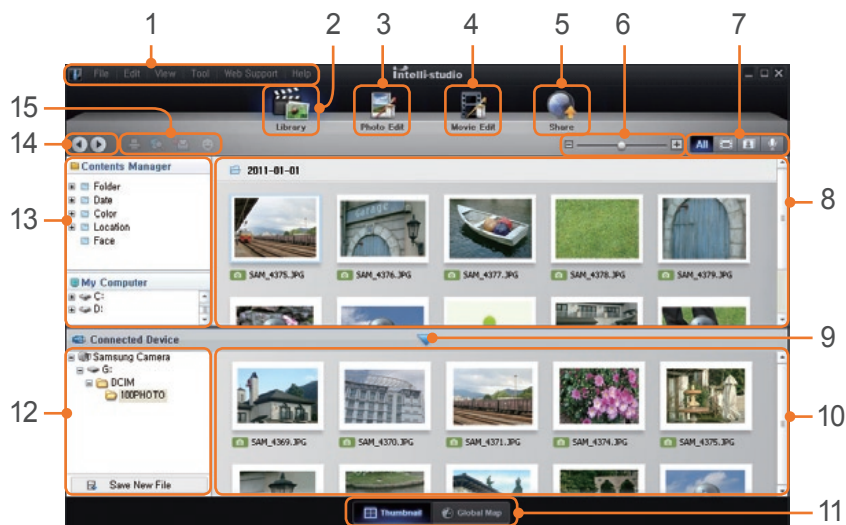 1 2 3 4 5 6 7
File Edit View Tool Web Support Help
intelli-studio
Library Photo Edit Movie Edit Share
15
14
All
Contents Manager
2011-01-01
Folder
Date
Color
Location
Face
13
8
SAM_4375.JPG SAM_4376.JPG SAM_4377.JPG SAM_4378.JPG SAM_4379.JPG
My Computer
C:
D:
Connected Device
9
Samsung Camera
G:
DCIM
100PHOTO
12
10
SAM_4369.JPG SAM_4370.JPG SAM_4371.JPG SAM_4374.JPG SAM_4375.JPG
Save New File
Thumbnail Global Map
11